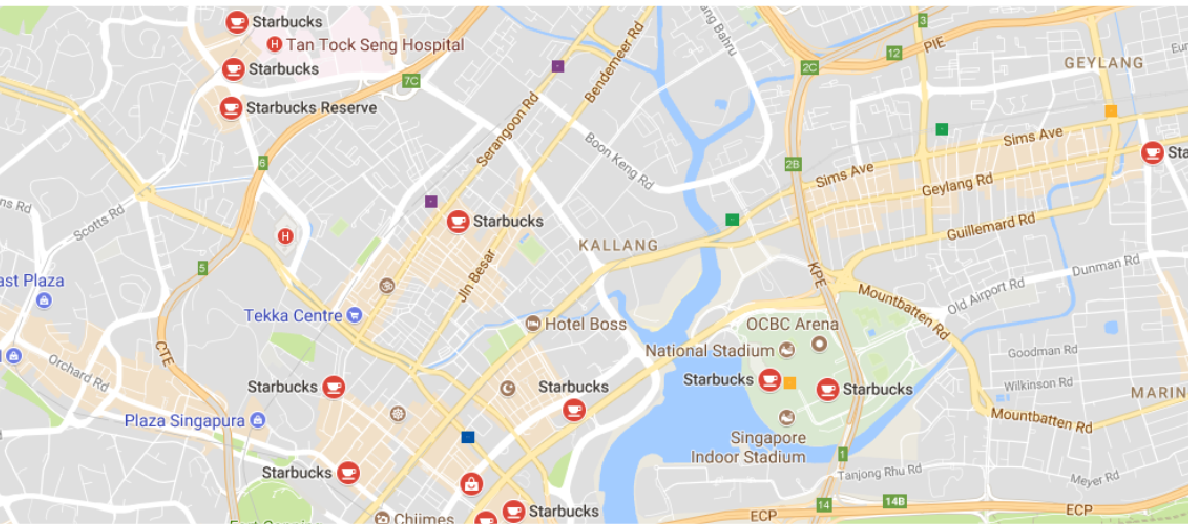 Starbucks
3
ang Bahru
Bendemeer Rd
H
Tan Tock Seng Hospital
12
PIE
GEYLANG
Starbucks
2C
7C
Starbucks Reserve
Serangoon Rd
Sims Ave
6
Boon Keng Rd
2B
Sta
Sims Ave
Geylang Rd
ns Rd
Scotts Rd
Starbucks
Guillemard Rd
H
KALLANG
5
KPE
Dunman Rd
ast Plaza
Jln Besar
Old Airport Rd
Mountbatten Rd
Tekka Centre
Hotel Boss
OCBC Arena
CTE
National Stadium
Goodman Rd
Orchard Rd
Starbucks
Starbucks
Starbucks
Starbucks
Wilkinson Rd
MARIN
Plaza Singapura
Mountbatten Rd
Singapore
Indoor Stadium
1
Starbucks
Tanjong Rhu Rd
Meyer Rd
14
14B
Starbucks
Chijmes
ECP
ECP